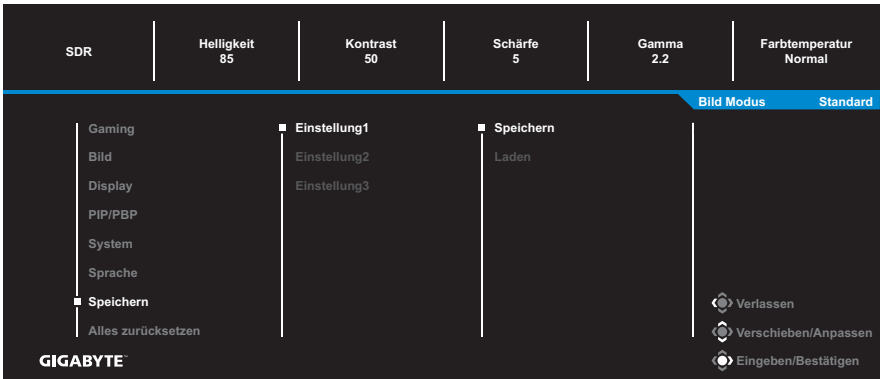 SDR
Helligkeit
85
Kontrast
50
Schärfe
5
Gamma
2.2
Farbtemperatur
Normal
Bild Modus Standard
Gaming
Bild
Display
PIP/PBP
System
Sprache
Speichern
Alles zurücksetzen
Einstellung1
Einstellung2
Einstellung3
Speichern
Laden
Verlassen
Verschieben/Anpassen
Eingeben/Bestätigen
GIGABYTE™